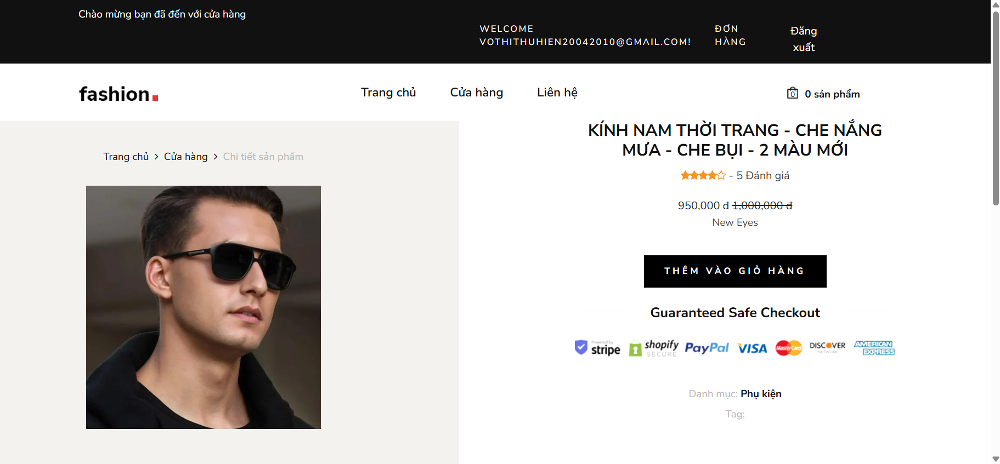 Chào mừng bạn đã đến với cửa hàng
WELCOME
VOTHITHUHIEN20042010@GMAIL.COM!
ĐƠN
HÀNG
Đăng
xuất
fashion.
Trang chủ
Cửa hàng
Liên hệ
0
0 sản phẩm
Trang chủ > Cửa hàng > Chi tiết sản phẩm
KÍNH NAM THỜI TRANG - CHE NẮNG
MƯA - CHE BỤI - 2 MÀU MỚI
- 5 Đánh giá
950,000 đ 1,000,000 đ
New Eyes
THÊM VÀO GIỎ HÀNG
Guaranteed Safe Checkout
Powered by
stripe
shopify
SECURE
PayPal
VISA
MasterCard
DISCOVER
NETWORK
AMERICAN
EXPRESS
Danh mục: Phụ kiện
Tag: